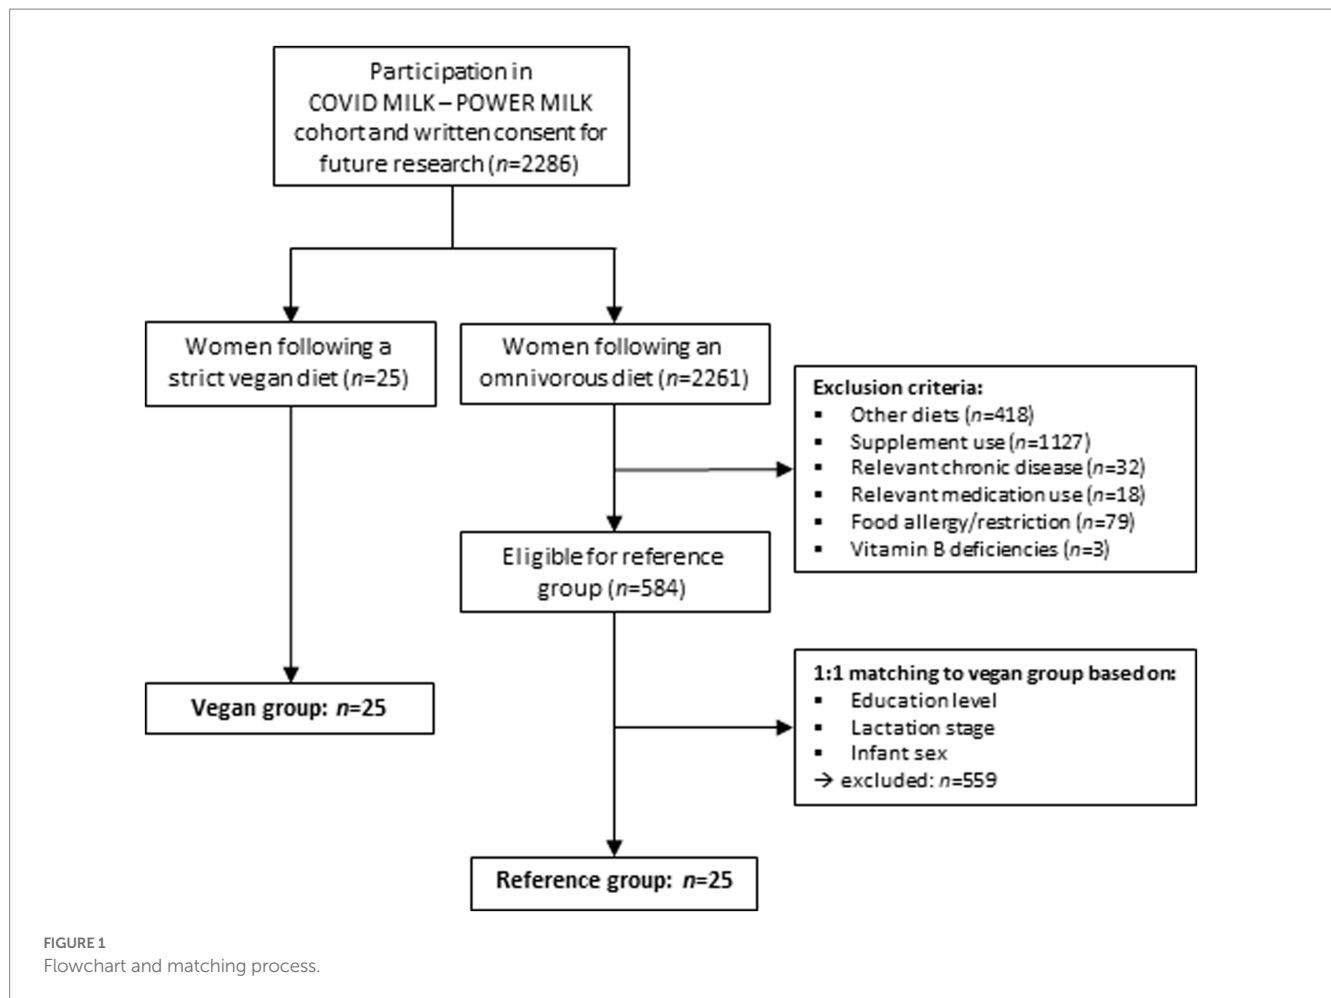 Participation in
COVID MILK – POWER MILK
cohort and written consent for
future research (n=2286)
Women following a
strict vegan diet (n=25)
Women following an
omnivorous diet (n=2261)
Exclusion criteria:
▪ Other diets (n=418)
▪ Supplement use (n=1127)
▪ Relevant chronic disease (n=32)
▪ Relevant medication use (n=18)
▪ Food allergy/restriction (n=79)
▪ Vitamin B deficiencies (n=3)
Eligible for reference
group (n=584)
1:1 matching to vegan group based on:
▪ Education level
▪ Lactation stage
▪ Infant sex
→ excluded: n=559
Vegan group: n=25
Reference group: n=25
FIGURE 1
Flowchart and matching process.